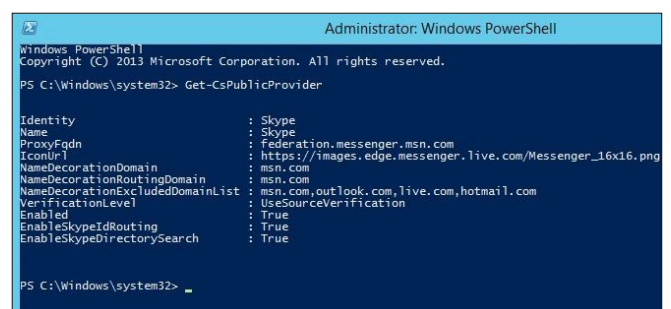 Administrator: Windows PowerShell
Windows PowerShell
Copyright (C) 2013 Microsoft Corporation. All rights reserved.
PS C:\Windows\system32> Get-CsPublicProvider
Identity : Skype
Name : Skype
ProxyFqdn : federation.messenger.msn.com
IconUrl : https://images.edge.messenger.live.com/Messenger_16x16.png
NameDecorationDomain : msn.com
NameDecorationRoutingDomain : msn.com
NameDecorationExcludedDomainList : msn.com,outlook.com,live.com,hotmail.com
VerificationLevel : UseSourceVerification
Enabled : True
EnableSkypeIdRouting : True
EnableSkypeDirectorySearch : True
PS C:\Windows\system32> _